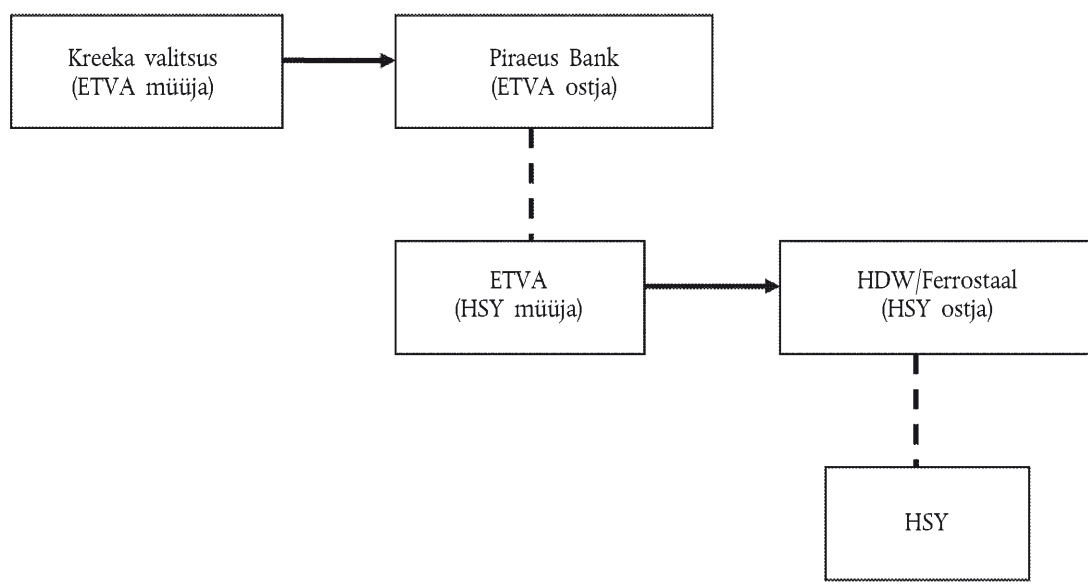 Kreeka valitsus
(ETVA müüja)
Piraeus Bank
(ETVA ostja)
ETVA
(HSY müüja)
HDW/Ferrostaal
(HSY ostja)
HSY